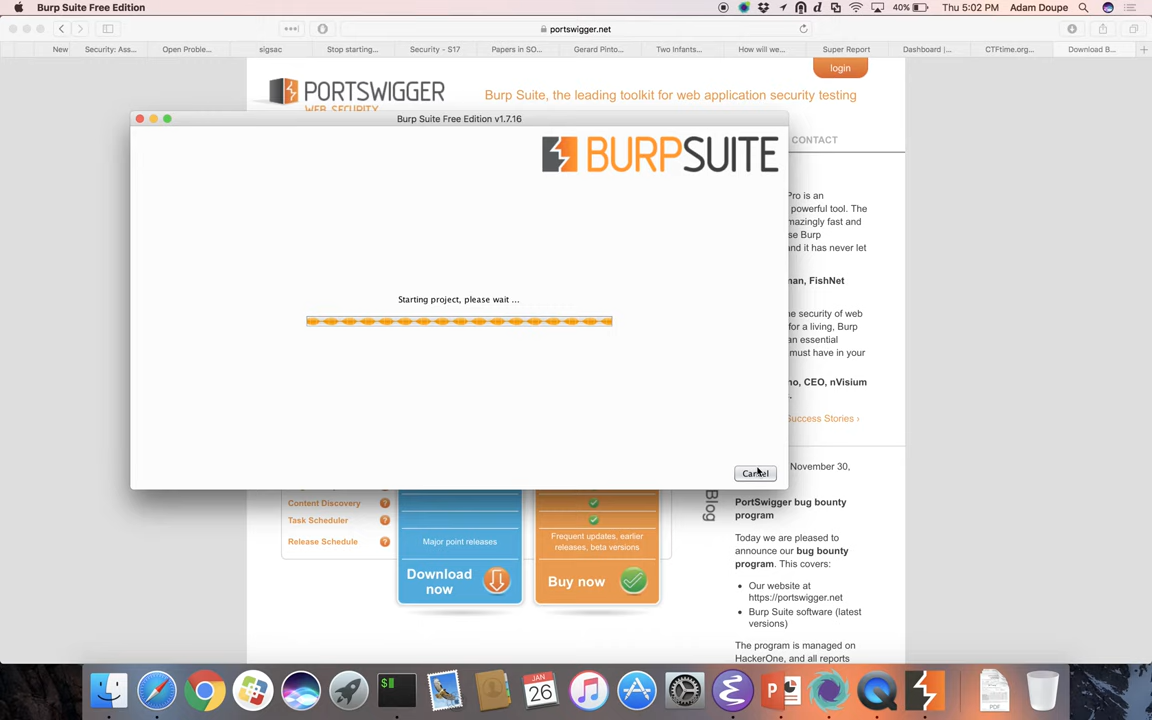 Burp Suite Free Edition
40%
Thu 5:02 PM
Adam Doupe
portswigger.net
New
Security: Ass...
Open Proble...
sigsac
Stop starting...
Security - S17
Papers in SO...
Gerard Pinto...
Two Infants...
How will we...
Super Report
Dashboard |...
CTFtime.org...
Download B...
login
PORTSWIGGER
WEB SECURITY
Burp Suite, the leading toolkit for web application security testing
Burp Suite Free Edition v1.7.16
BURPSUITE
CONTACT
Pro is an
powerful tool. The
mazingly fast and
se Burp
and it has never let
man, FishNet
Starting project, please wait ...
he security of web
for a living, Burp
an essential
must have in your
no, CEO, nVisium
Success Stories ›
Cancel
November 30,
Blog
PortSwigger bug bounty
program
Today we are pleased to
announce our bug bounty
program. This covers:
• Our website at
https://portswigger.net
• Burp Suite software (latest
versions)
The program is managed on
HackerOne, and all reports
Content Discovery
?
Task Scheduler
?
Release Schedule
?
Major point releases
Frequent updates, earlier
releases, beta versions
Download
now
Buy now
$
JAN
26
PDF